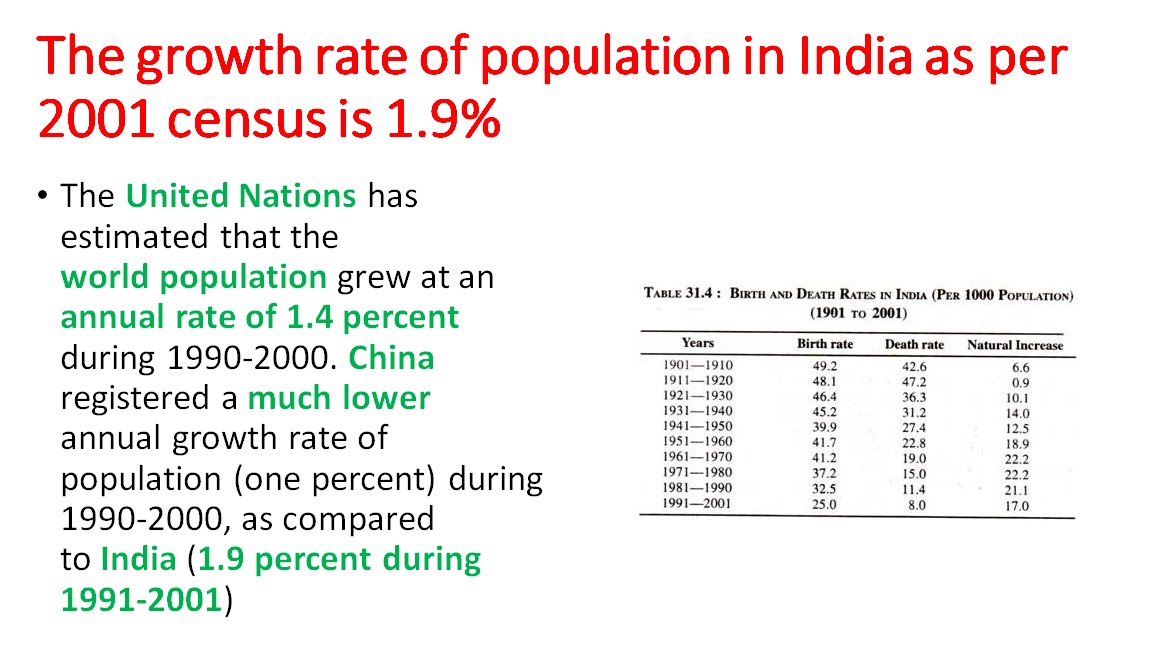 The growth rate of population in India as per
2001 census is 1.9%
• The United Nations has
estimated that the
world population grew at an
annual rate of 1.4 percent
during 1990-2000. China
registered a much lower
annual growth rate of
population (one percent) during
1990-2000, as compared
to India (1.9 percent during
1991-2001)
TABLE 31.4 : BIRTH AND DEATH RATES IN INDIA (PER 1000 POPULATION)
(1901 TO 2001)
Years Birth rate Death rate Natural Increase
1901—1910 49.2 42.6 6.6
1911—1920 48.1 47.2 0.9
1921—1930 46.4 36.3 10.1
1931—1940 45.2 31.2 14.0
1941—1950 39.9 27.4 12.5
1951—1960 41.7 22.8 18.9
1961—1970 41.2 19.0 22.2
1971—1980 37.2 15.0 22.2
1981—1990 32.5 11.4 21.1
1991—2001 25.0 8.0 17.0